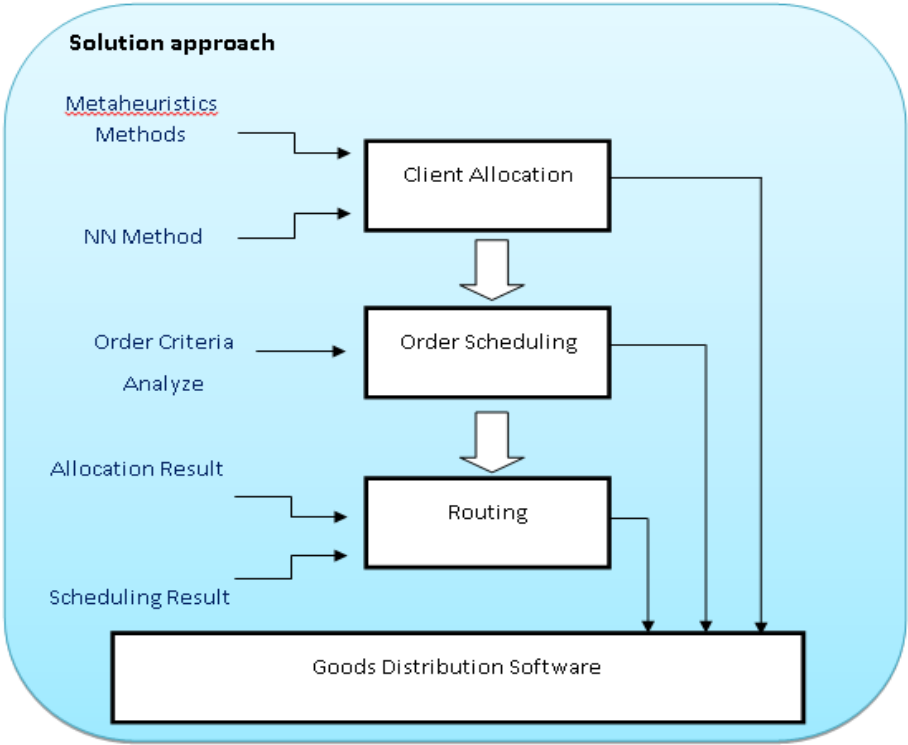 Solution approach
Metaheuristics
Methods
Client Allocation
NN Method
Order Criteria
Analyze
Order Scheduling
Allocation Result
Routing
Scheduling Result
Goods Distribution Software